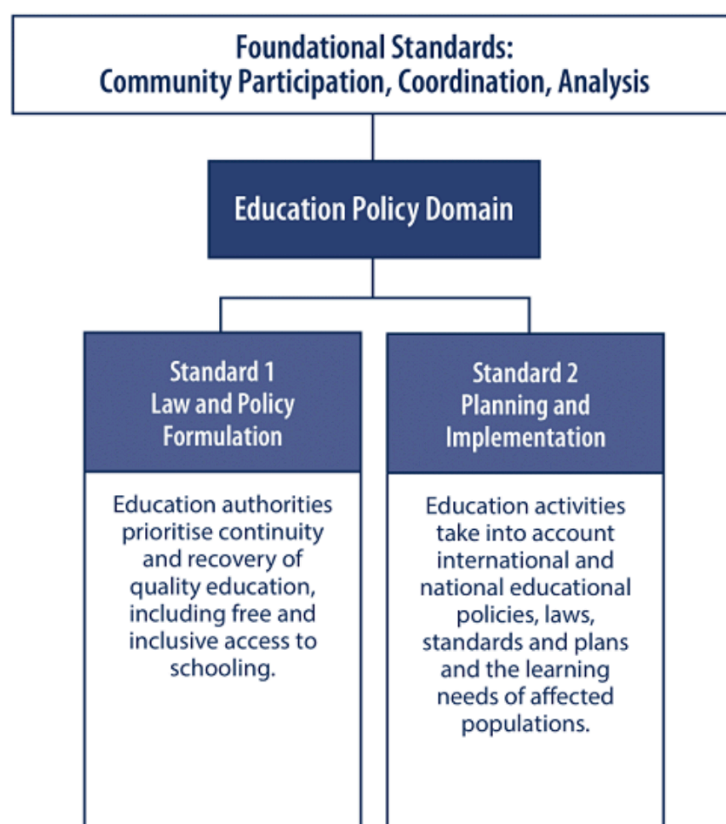 Foundational Standards:
Community Participation, Coordination, Analysis
Education Policy Domain
Standard 1
Law and Policy
Formulation
Education authorities
prioritise continuity
and recovery of
quality education,
including free and
inclusive access to
schooling.
Standard 2
Planning and
Implementation
Education activities
take into account
international and
national educational
policies, laws,
standards and plans
and the learning
needs of affected
populations.